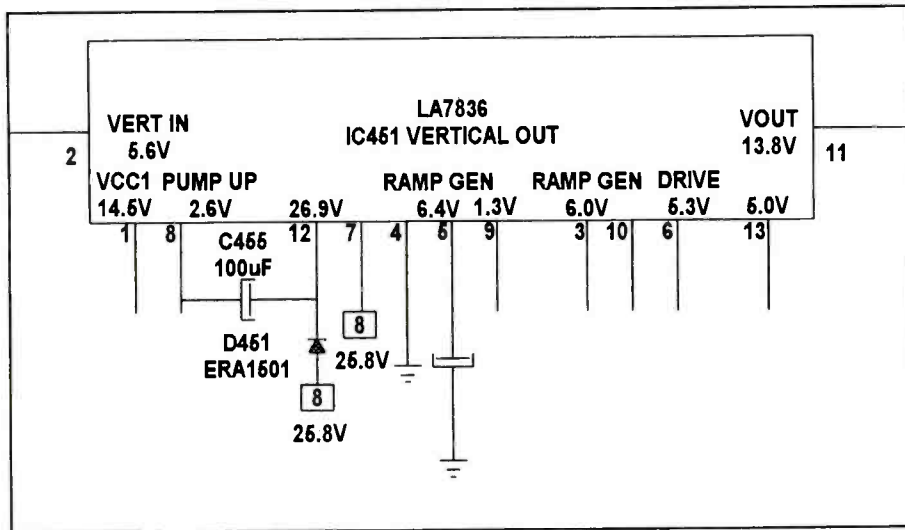 LA7836
IC451 VERTICAL OUT
VERT IN
5.6V
VOUT
13.8V
2
11
VCC1 PUMP UP RAMP GEN RAMP GEN DRIVE
14.5V 2.6V 26.9V 6.4V 1.3V 6.0V 5.3V 5.0V
1 8 12 7 4 5 9 3 10 6 13
C455
100uF
D451
ERA1501
8
25.8V
8
25.8V